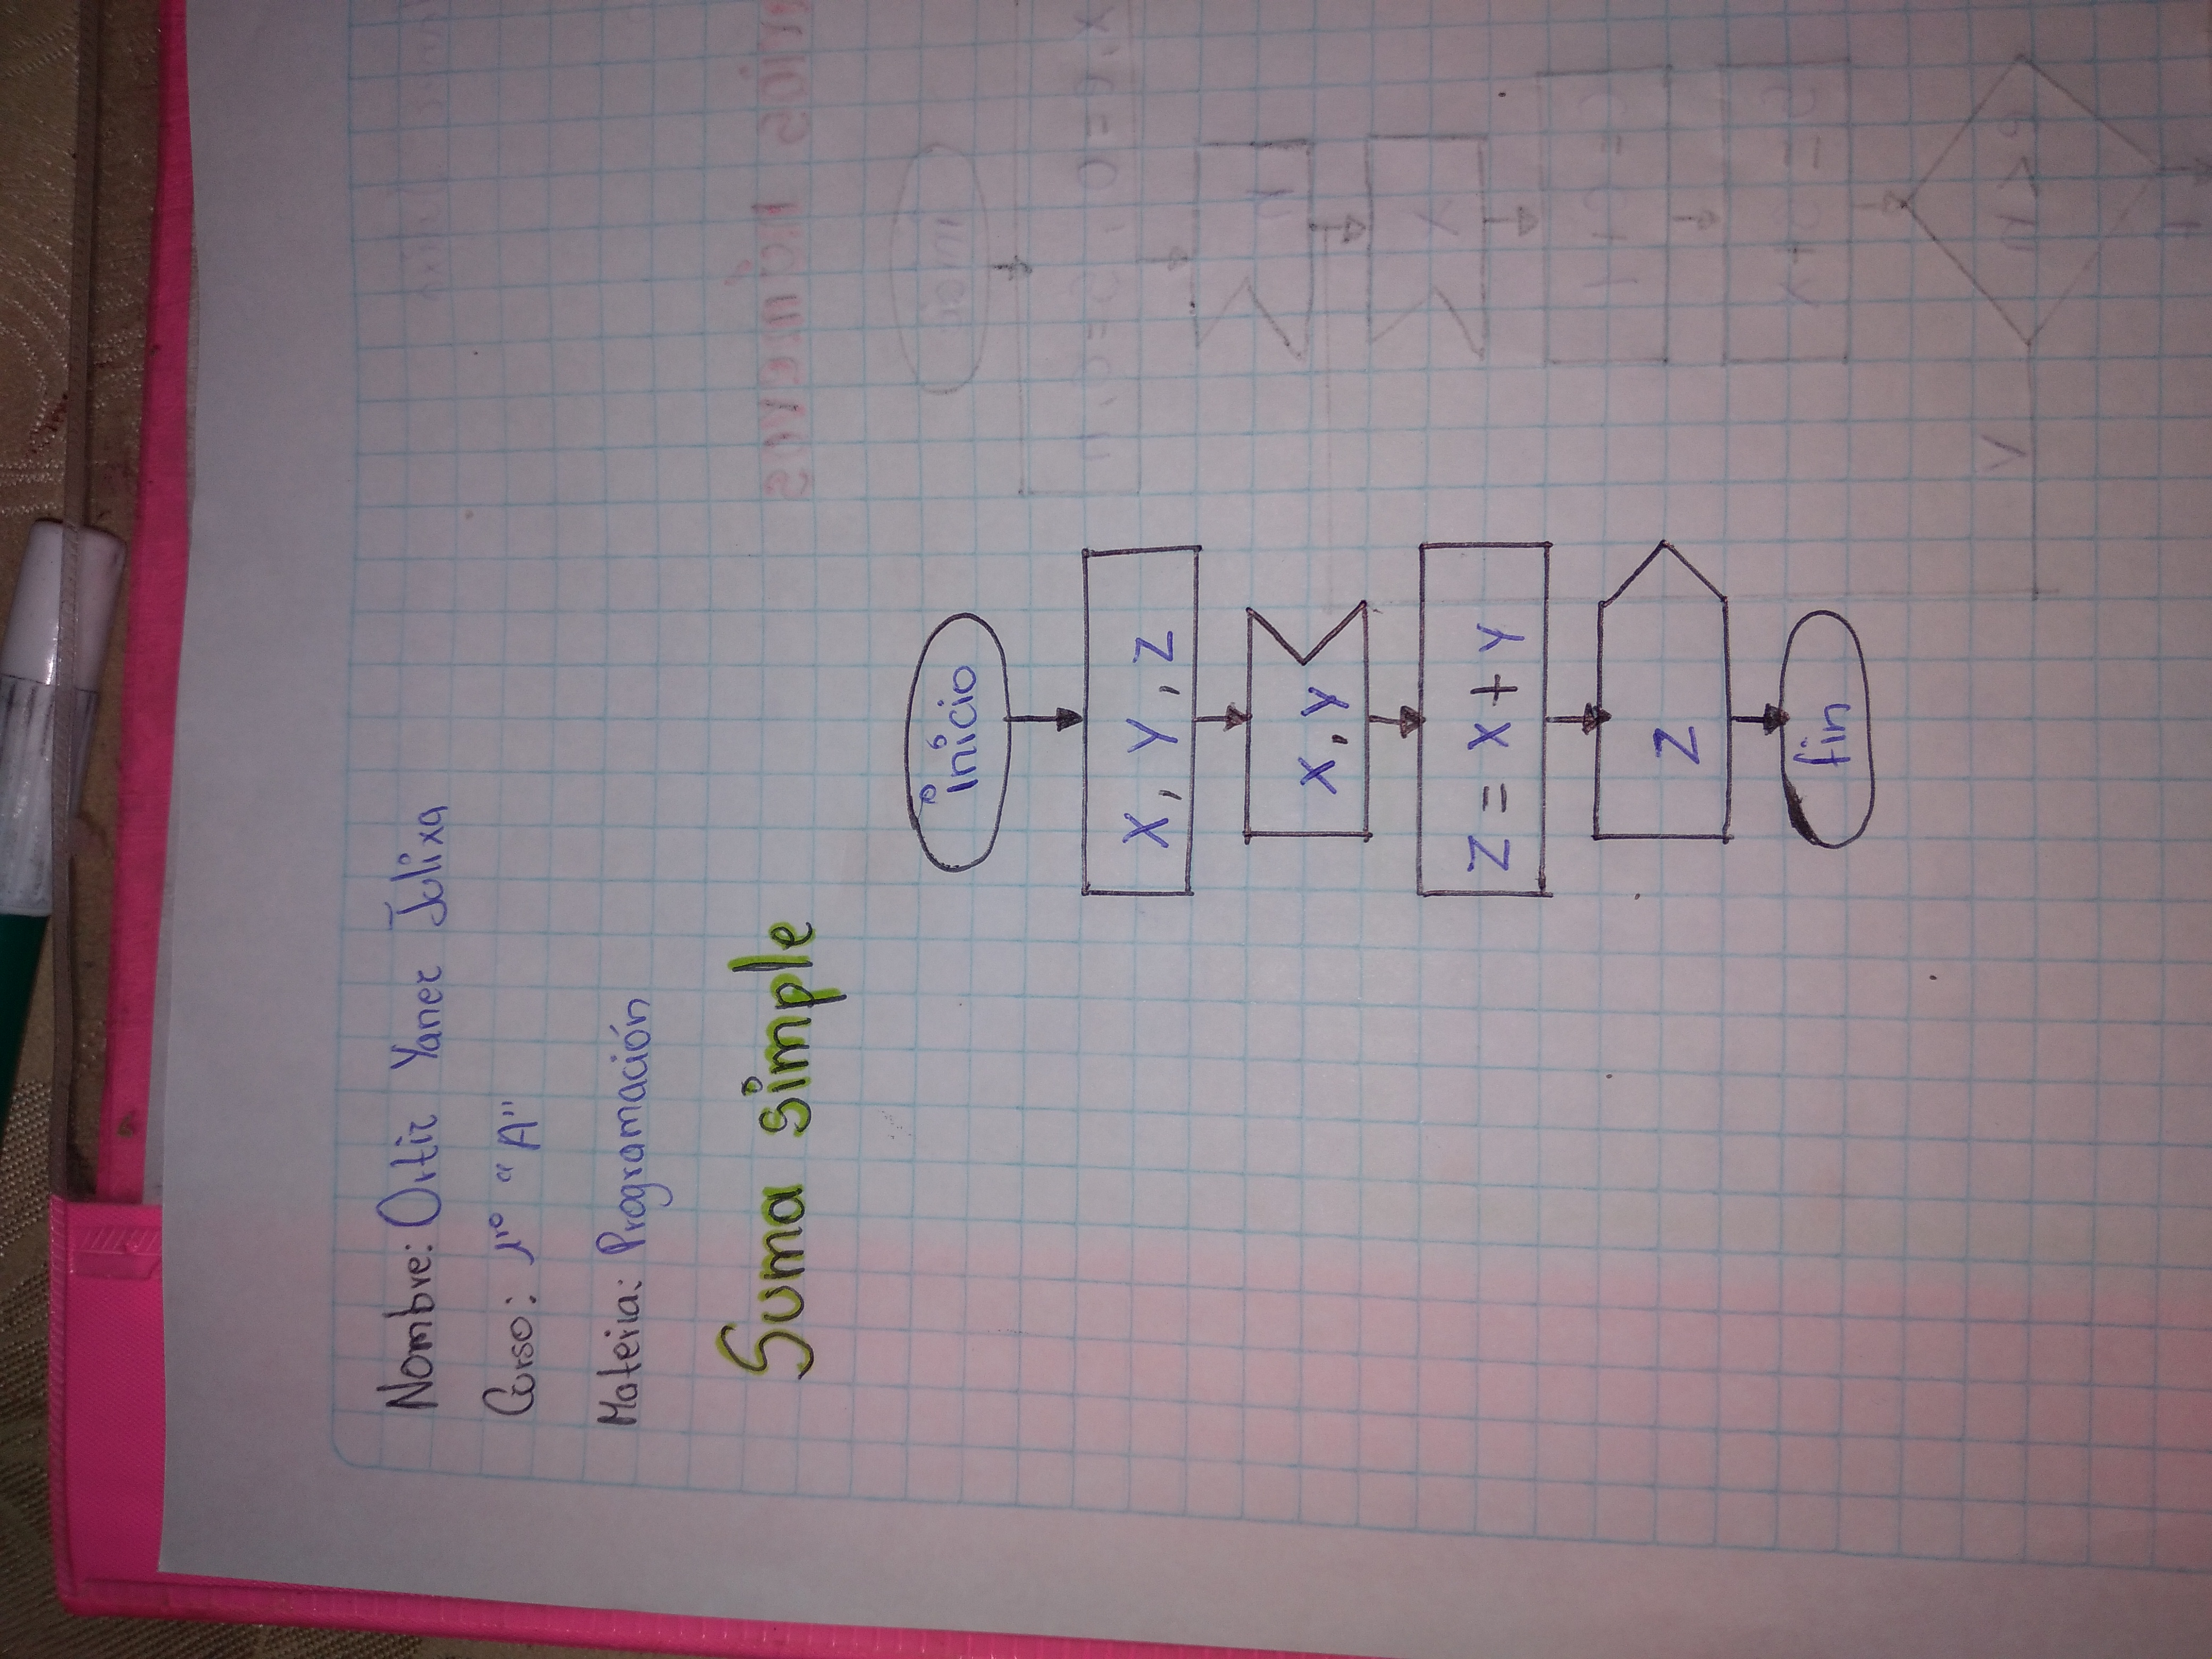 Nombre: Ortiz Yanez Julixa
Curso: 1ro "A"
Materia: Programación
Suma simple
inicio
X, Y, Z
X, Y
Z = X + Y
Z
fin